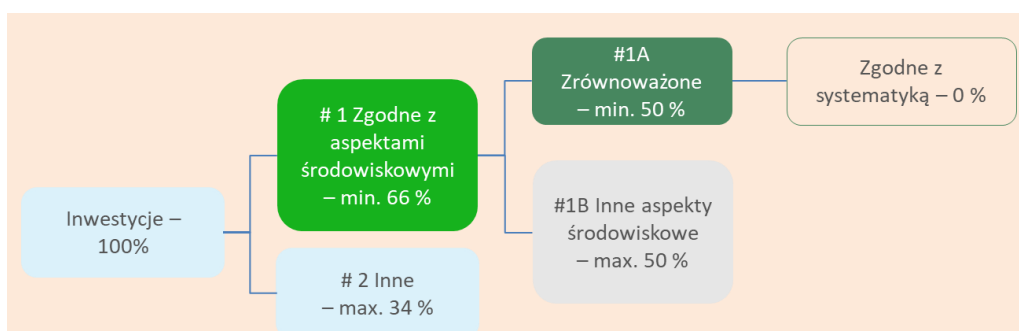 Inwestycje –
100%
# 1 Zgodne z
aspektami
środowiskowymi
– min. 66 %
# 2 Inne
– max. 34 %
#1A
Zrównoważone
– min. 50 %
#1B Inne aspekty
środowiskowe
– max. 50 %
Zgodne z
systematyką – 0 %